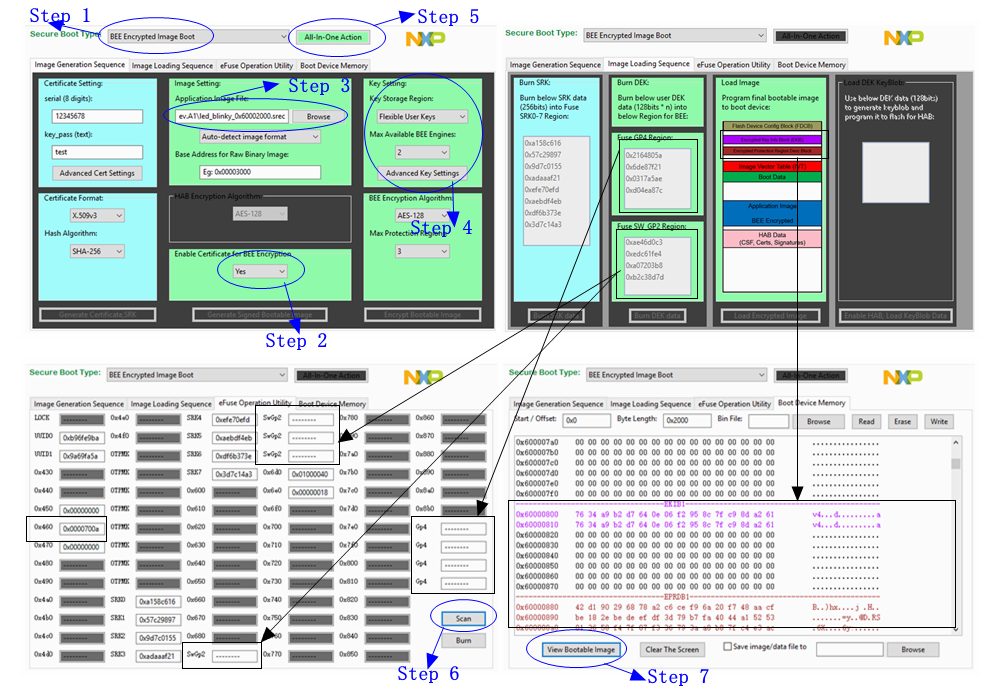 Step 1
Step 5
Secure Boot Type:
BEE Encrypted Image Boot
All-In-One Action
NXP
Image Generation Sequence
Image Loading Sequence
eFuse Operation Utility
Boot Device Memory
Certificate Setting:
serial (8 digits):
12345678
key_pass (text):
test
Advanced Cert Settings
Image Setting:
Step 3
Application Image File:
ev.A1\led_blinky_0x60002000.srec
Browse
Auto-detect image format
Base Address for Raw Binary Image:
Eg: 0x00003000
Key Setting:
Key Storage Region:
Flexible User Keys
Max Available BEE Engines:
2
Advanced Key Settings
Certificate Format:
X.509v3
Hash Algorithm:
SHA-256
HAB Encryption Algorithm:
AES-128
Enable Certificate for BEE Encryption
Yes
Step 2
BEE Encryption Algorithm:
AES-128
Step 4
Max Protection Regions:
3
Generate Certificate,SRK
Generate Signed Bootable Image
Encrypt Bootable Image
Secure Boot Type:
BEE Encrypted Image Boot
All-In-One Action
NXP
Image Generation Sequence
Image Loading Sequence
eFuse Operation Utility
Boot Device Memory
Burn SRK:
Burn below SRK data
(256bits) into Fuse
SRK0-7 Region:
0xa158c616
0x57c29897
0x9d7c0155
0xadaaaf21
0xefe70efd
0xaebdf4eb
0xdf6b373e
0x3d7c14a3
Burn SRK data
Burn DEK:
Burn below user DEK
data (128bits * n) into
below Region for BEE:
Fuse GP4 Region:
0x2164805a
0x6de87f21
0x0317a5ae
0xd04ea87c
Fuse SW_GP2 Region:
0xae46d0c3
0xedc61fe4
0xa07203b8
0xb2c38d7d
Burn DEK data
Load Image
Program final bootable image
to boot device:
Flash Device Config Block (FDCB)
Encrypted Protection Region Descr Block
Image Vector Table (IVT)
Boot Data
Application Image
BEE Encrypted
HAB Data
(CSF, Certs, Signatures)
Load Encrypted Image
Load DEK KeyBlob:
Use below DEK data (128bits)
to generate keyblob and
program it to flash for HAB:
Enable HAB, Load KeyBlob Data
Secure Boot Type:
BEE Encrypted Image Boot
All-In-One Action
NXP
Image Generation Sequence
Image Loading Sequence
eFuse Operation Utility
Boot Device Memory
LOCK -------- 0x4e0 -------- SRK4 0xefe70efd SwGp2 -------- 0x780 -------- 0x860 --------
UUID0 0xb96fe9ba 0x4f0 -------- SRK5 0xaebdf4eb SwGp2 --------
UUID1 0x9a69fa5a OTPMK -------- SRK6 0xdf6b373e SwGp2 --------
0x430 -------- OTPMK -------- SRK7 0x3d7c14a3 0x6d0 0x01000040
0x440 -------- OTPMK -------- 0x600 -------- 0x6e0 0x00000018 0x7c0 --------
0x450 0x00000000 OTPMK -------- 0x610 -------- 0x6f0 -------- 0x7d0 --------
0x460 0x0000700a OTPMK -------- 0x620 -------- 0x700 -------- 0x7e0 -------- Gp4 --------
0x470 0x00000000 OTPMK -------- 0x630 -------- 0x710 -------- Gp4 --------
0x480 -------- OTPMK -------- 0x640 -------- 0x720 -------- 0x800 -------- Gp4 --------
0x490 -------- OTPMK -------- 0x650 -------- 0x730 -------- 0x810 -------- Gp4 --------
0x4a0 -------- SRK0 0xa158c616 0x660 -------- 0x740 -------- 0x820 --------
0x4b0 -------- SRK1 0x57c29897 0x670 -------- 0x750 -------- 0x830 --------
0x4c0 -------- SRK2 0x9d7c0155 0x680 -------- 0x840 --------
0x4d0 -------- SRK3 0xadaaaf21 SwGp2 -------- 0x770 -------- 0x850 --------
Scan
Burn
Step 6
Secure Boot Type:
BEE Encrypted Image Boot
All-In-One Action
NXP
Image Generation Sequence
Image Loading Sequence
eFuse Operation Utility
Boot Device Memory
Start / Offset:
0x0
Byte Length:
0x2000
Bin File:
Browse
Read
Erase
Write
0x600007a0 00 00 00 00 00 00 00 00 00 00 00 00 00 00 00 00 ................
0x600007b0 00 00 00 00 00 00 00 00 00 00 00 00 00 00 00 00 ................
0x600007c0 00 00 00 00 00 00 00 00 00 00 00 00 00 00 00 00 ................
0x600007d0 00 00 00 00 00 00 00 00 00 00 00 00 00 00 00 00 ................
0x600007e0 00 00 00 00 00 00 00 00 00 00 00 00 00 00 00 00 ................
0x600007f0 00 00 00 00 00 00 00 00 00 00 00 00 00 00 00 00 ................
EKIB1
0x60000800 76 34 a9 b2 d7 64 0e 06 f2 95 8c 7f c9 8d a2 61 v4...d.........a
0x60000810 76 34 a9 b2 d7 64 0e 06 f2 95 8c 7f c9 8d a2 61 v4...d.........a
0x60000820 00 00 00 00 00 00 00 00 00 00 00 00 00 00 00 00 ................
0x60000830 00 00 00 00 00 00 00 00 00 00 00 00 00 00 00 00 ................
0x60000840 00 00 00 00 00 00 00 00 00 00 00 00 00 00 00 00 ................
0x60000850 00 00 00 00 00 00 00 00 00 00 00 00 00 00 00 00 ................
0x60000860 00 00 00 00 00 00 00 00 00 00 00 00 00 00 00 00 ................
0x60000870 00 00 00 00 00 00 00 00 00 00 00 00 00 00 00 00 ................
EPRDB1
0x60000880 42 d1 90 29 68 78 a2 c6 ce f9 6a 20 f7 48 aa cf B..)hx....j .H..
0x60000890 be 18 2e be de ef df 3d 79 b7 fa 40 44 a1 52 53 .......=y..@D.RS
View Bootable Image
Clear The Screen
Save image/data file to
Browse
Step 7